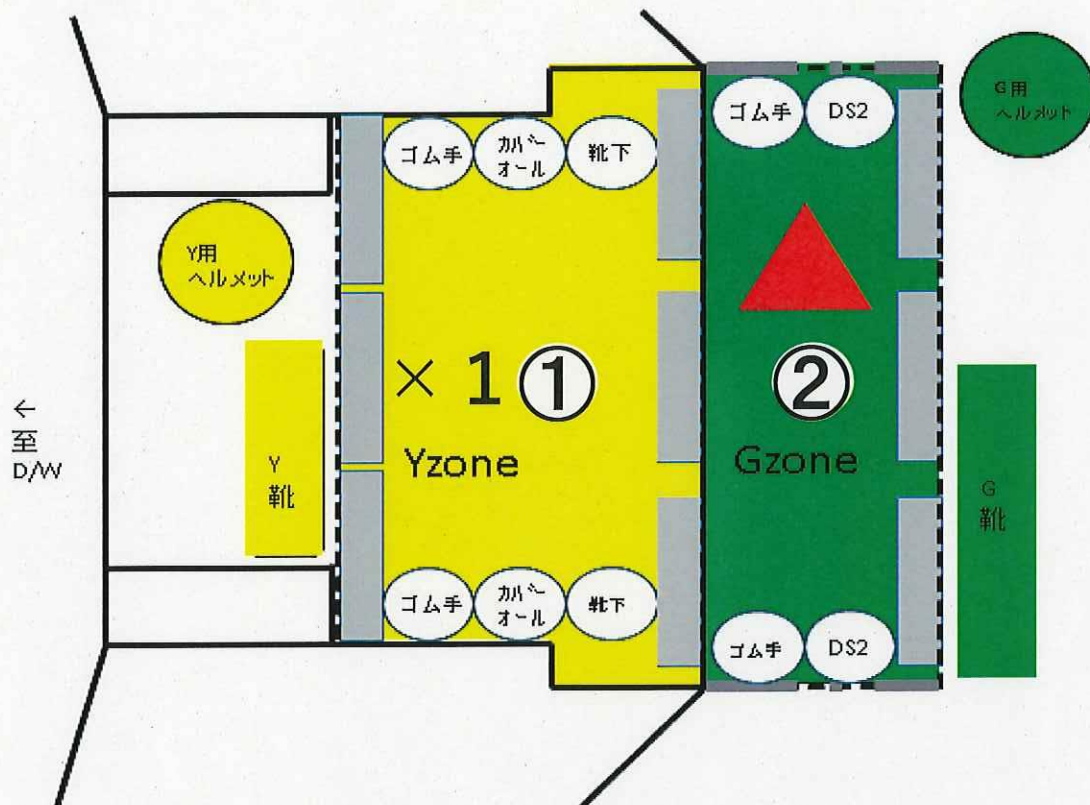 ゴム手
DS2
G用
ヘルメット
ゴム手
カバー
オール
靴下
Y用
ヘルメット
×1
①
②
←
至
D/W
Yzone
Gzone
Y
靴
G
靴
ゴム手
カバー
オール
靴下
ゴム手
DS2